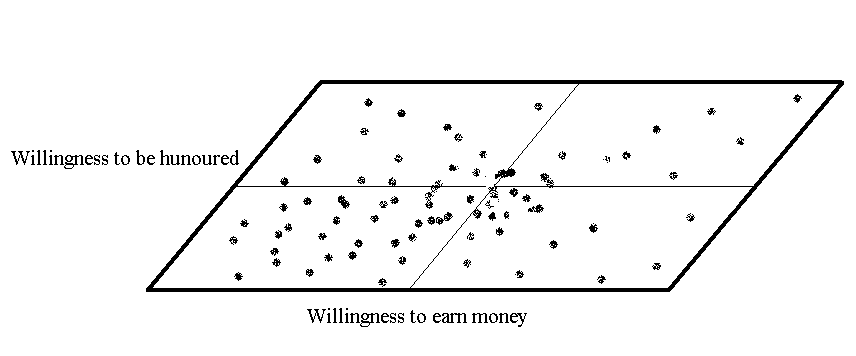 Willingness to be hunoured
Willingness to earn money